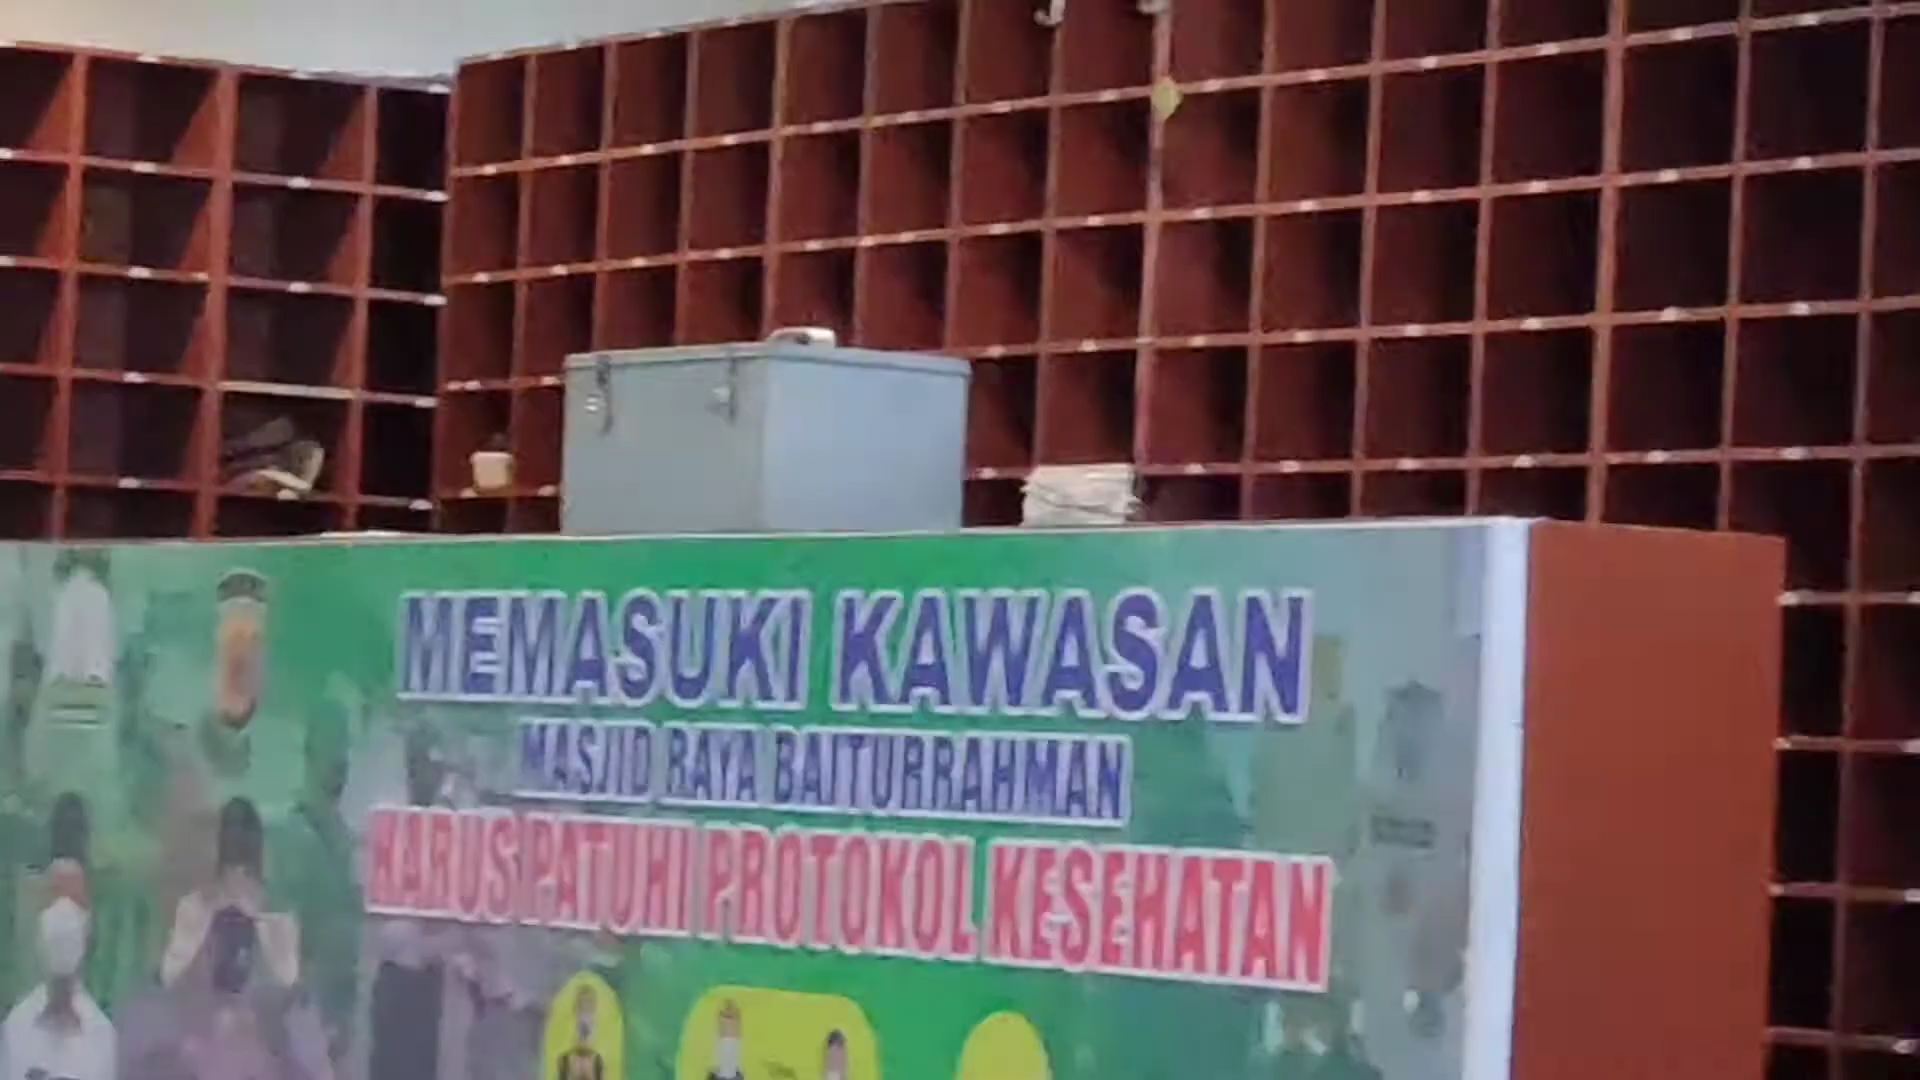 MEMASUKI KAWASAN
MASJID RAYA BAITURRAHMAN
HARUS PATUHI PROTOKOL KESEHATAN